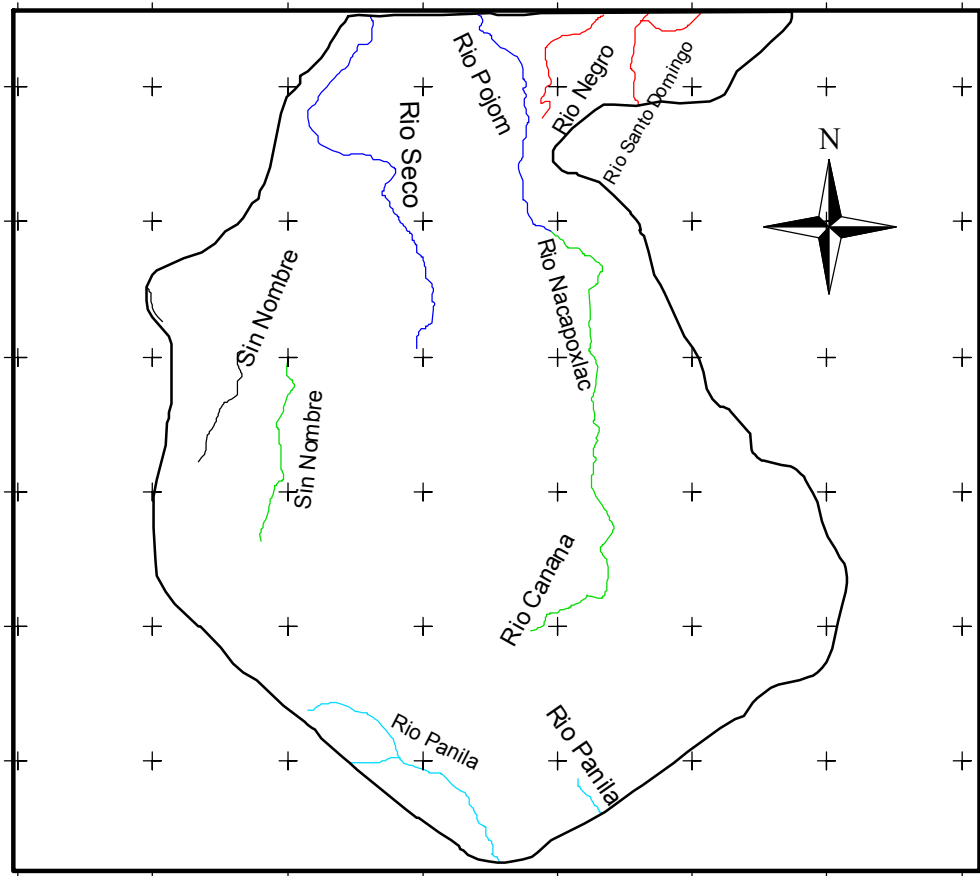 Rio Pojom
Rio Negro
Rio Santo Domingo
Rio Seco
N
Sin Nombre
Rio Nacapoxlac
Sin Nombre
Rio Canana
Rio Panila
Rio Panila